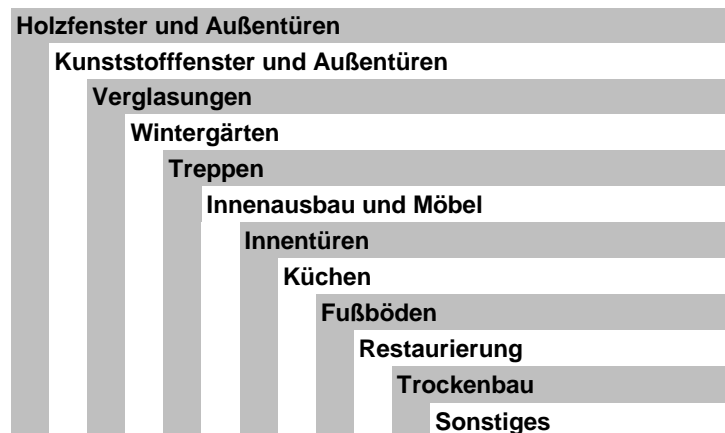 Holzfenster und Außentüren
Kunststofffenster und Außentüren
Verglasungen
Wintergärten
Treppen
Innenausbau und Möbel
Innentüren
Küchen
Fußböden
Restaurierung
Trockenbau
Sonstiges